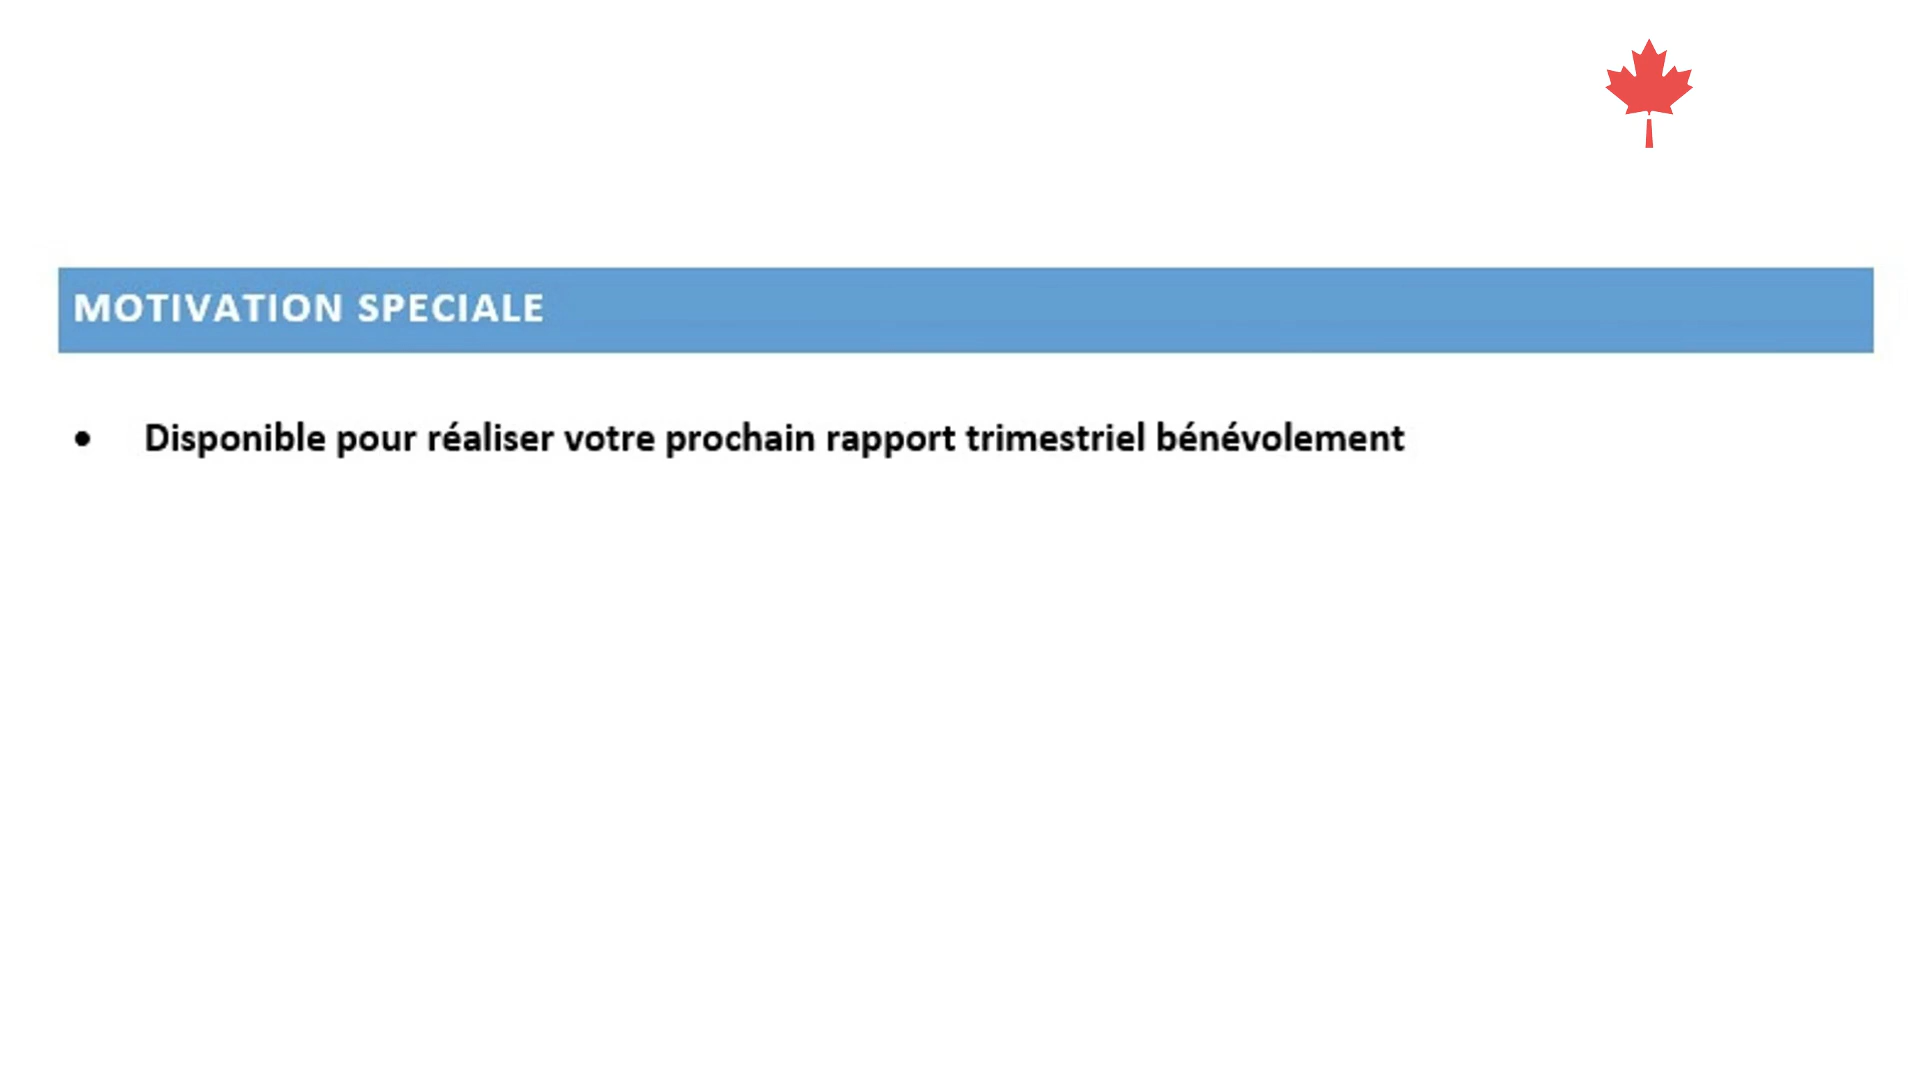 MOTIVATION SPECIALE
• Disponible pour réaliser votre prochain rapport trimestriel bénévolement